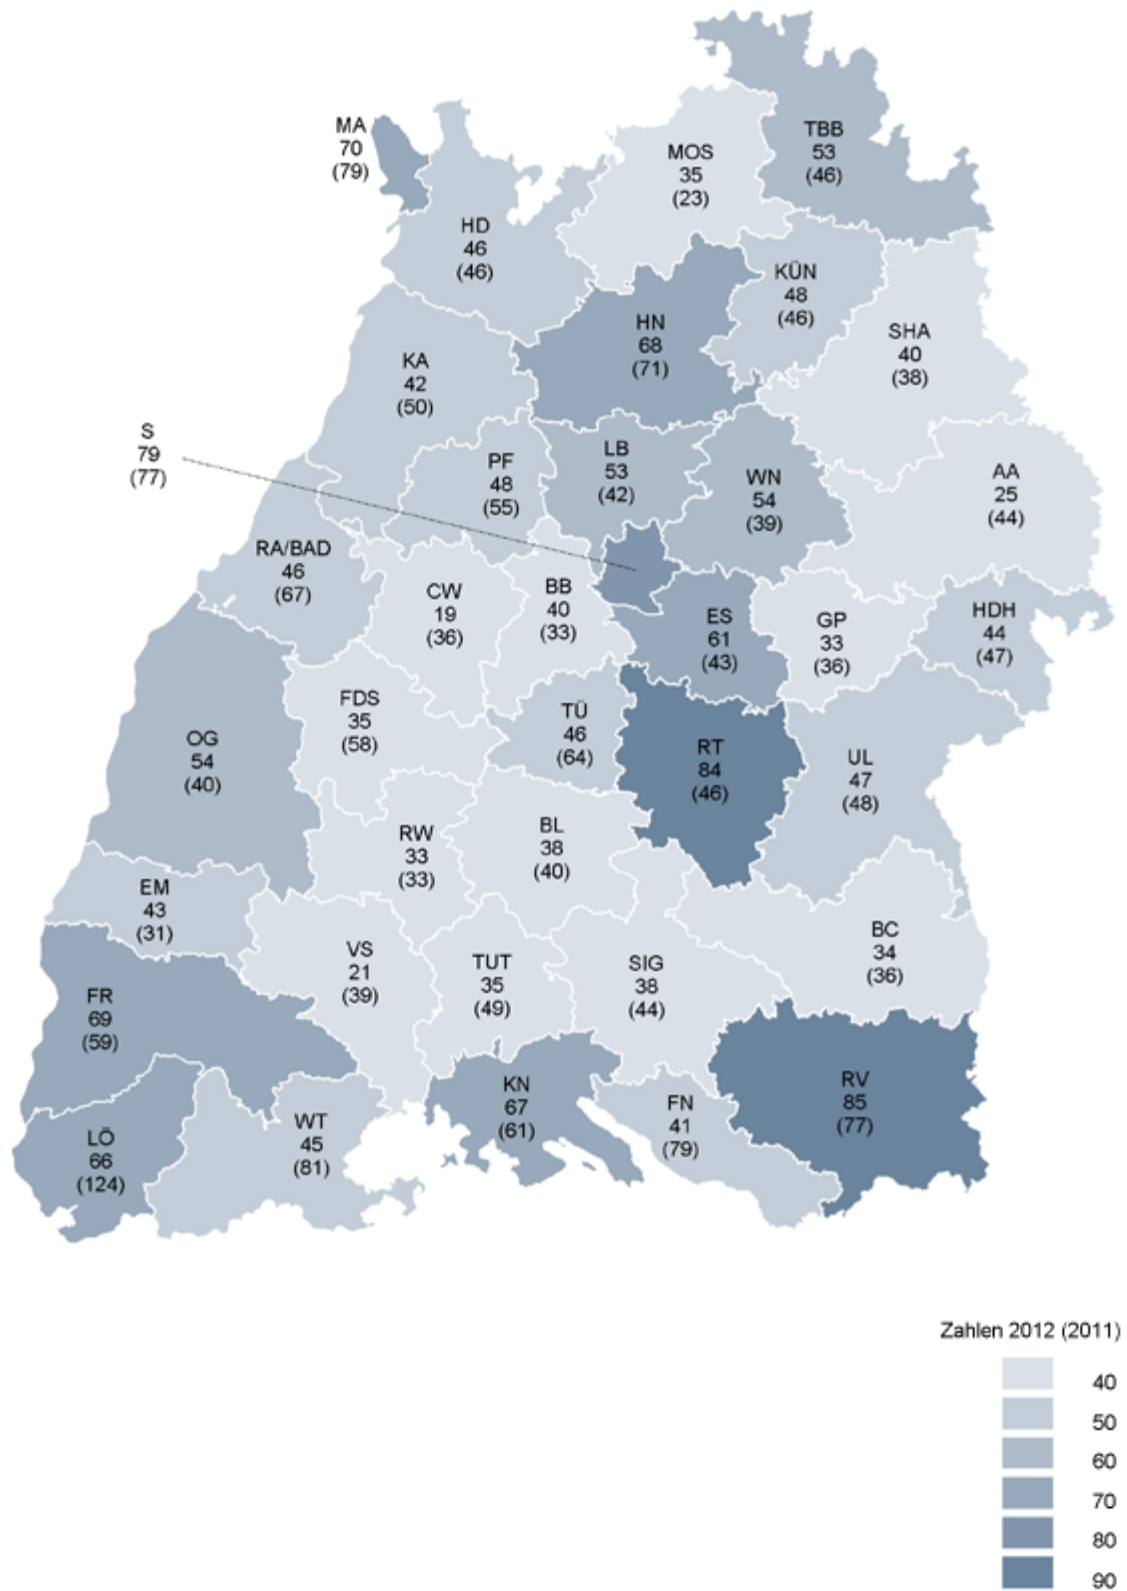 TBB
53
(46)
MA
70
(79)
MOS
35
(23)
HD
46
(46)
KÜN
48
(46)
HN
68
(71)
SHA
40
(38)
KA
42
(50)
S
79
(77)
PF
48
(55)
LB
53
(42)
WN
54
(39)
AA
25
(44)
RA/BAD
46
(67)
CW
19
(36)
BB
40
(33)
ES
61
(43)
GP
33
(36)
HDH
44
(47)
FDS
35
(58)
TÜ
46
(64)
OG
54
(40)
RT
84
(46)
UL
47
(48)
RW
33
(33)
BL
38
(40)
EM
43
(31)
VS
21
(39)
TUT
35
(49)
SIG
38
(44)
BC
34
(36)
FR
69
(59)
KN
67
(61)
FN
41
(79)
RV
85
(77)
LÖ
66
(124)
WT
45
(81)
Zahlen 2012 (2011)
40
50
60
70
80
90